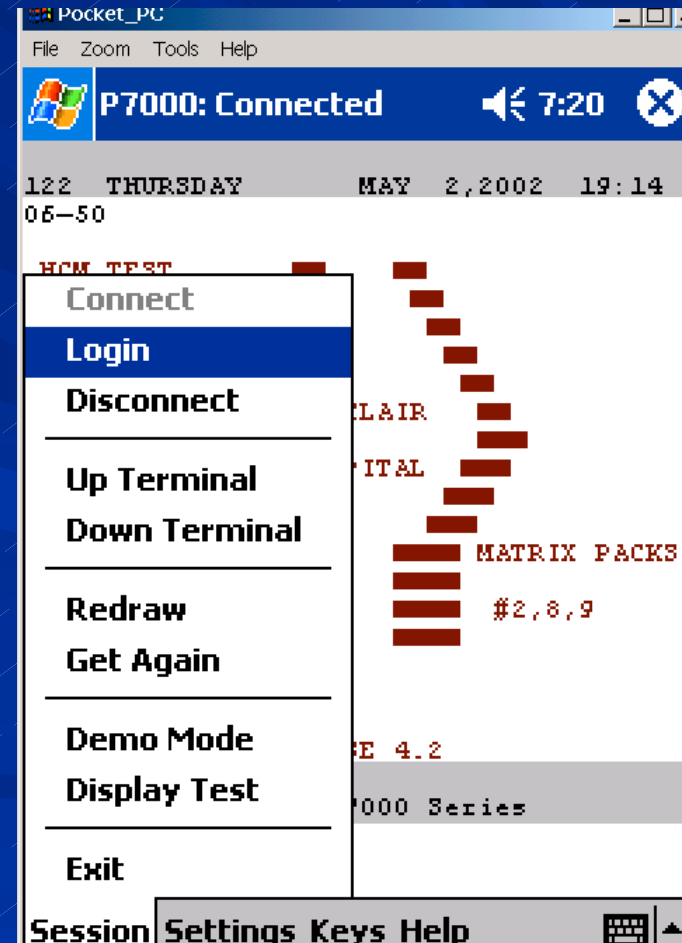 Pocket_PC
File Zoom Tools Help
P7000: Connected 7:20
122 THURSDAY MAY 2,2002 19:14
06-50
HCM TEST
Connect
Login
Disconnect
LAIR
Up Terminal
ITAL
Down Terminal
MATRIX PACKS
Redraw
#2,8,9
Get Again
Demo Mode
E 4.2
Display Test
000 Series
Exit
Session Settings Keys Help